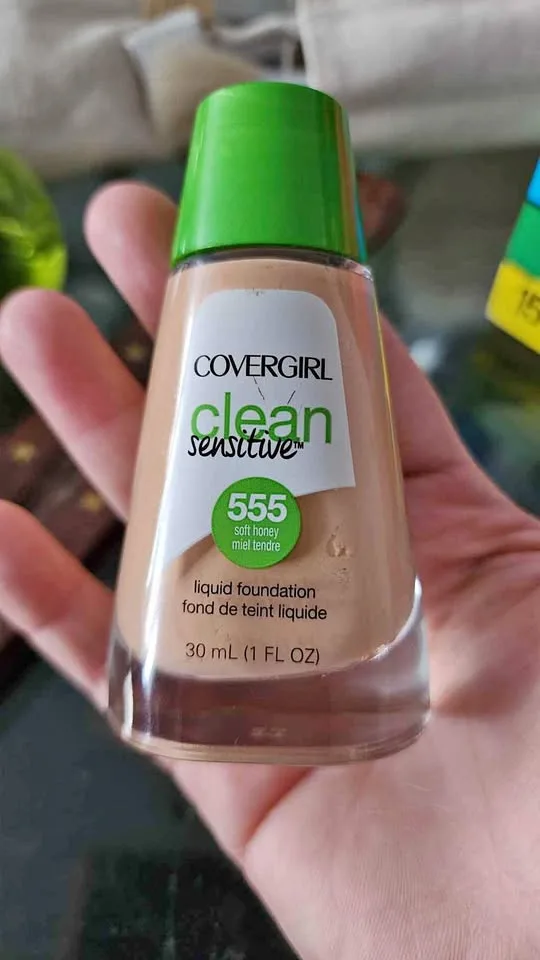 COVERGIRL
clean
sensitive™
555
soft honey
miel tendre
liquid foundation
fond de teint liquide
30 mL (1 FL OZ)
15